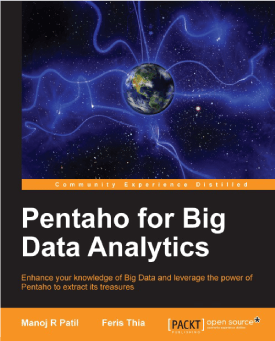 Community Experience Distilled
Pentaho for Big
Data Analytics
Enhance your knowledge of Big Data and leverage the power of
Pentaho to extract its treasures
Manoj R Patil Feris Thia
[PACKT] open source*
PUBLISHING